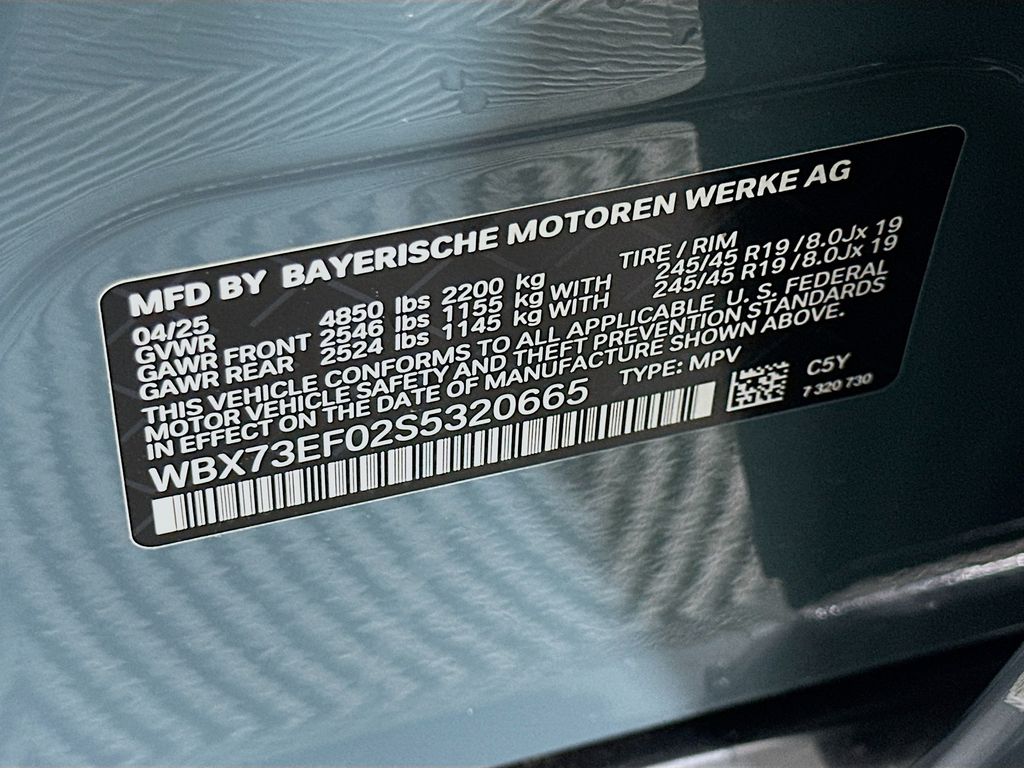 MFD BY BAYERISCHE MOTOREN WERKE AG
04/25 TIRE / RIM
GVWR 4850 lbs 2200 kg
GAWR FRONT 2546 lbs 1155 kg WITH 245/45 R19 / 8.0Jx 19
GAWR REAR 2524 lbs 1145 kg WITH 245/45 R19 / 8.0Jx 19
THIS VEHICLE CONFORMS TO ALL APPLICABLE U. S. FEDERAL
MOTOR VEHICLE SAFETY AND THEFT PREVENTION STANDARDS
IN EFFECT ON THE DATE OF MANUFACTURE SHOWN ABOVE.
WBX73EF02S5320665 TYPE: MPV
C5Y
7 320 730